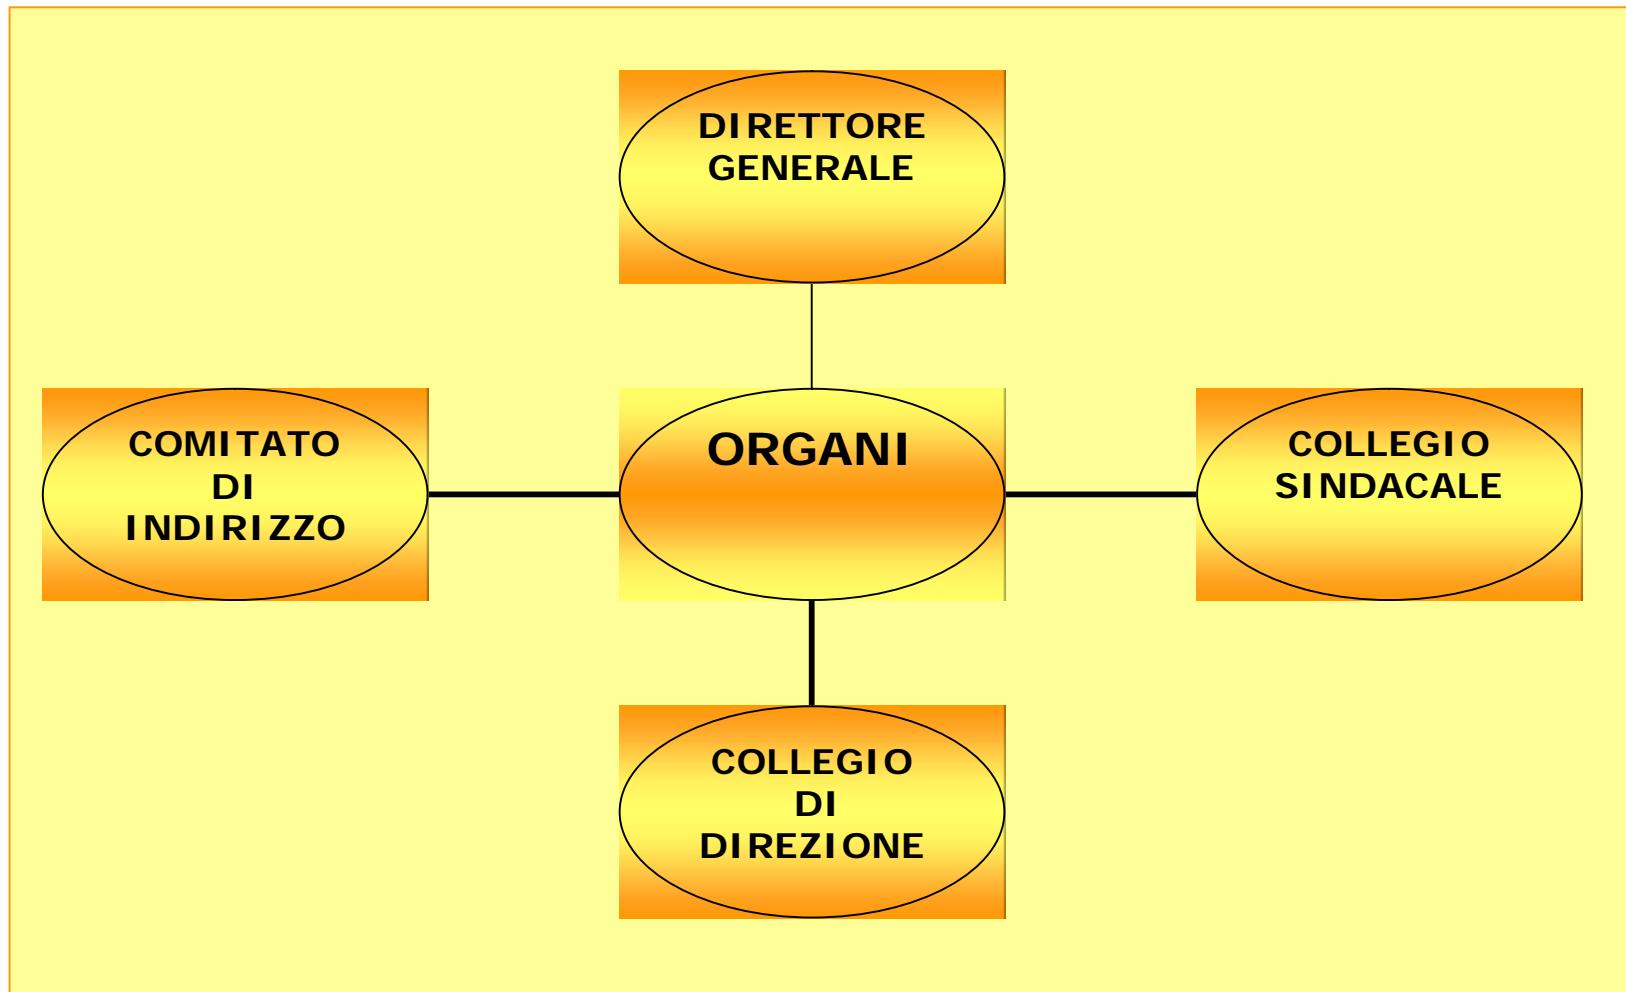 DIRETTORE
GENERALE
COMITATO
DI
INDIRIZZO
ORGANI
COLLEGIO
SINDACALE
COLLEGIO
DI
DIREZIONE